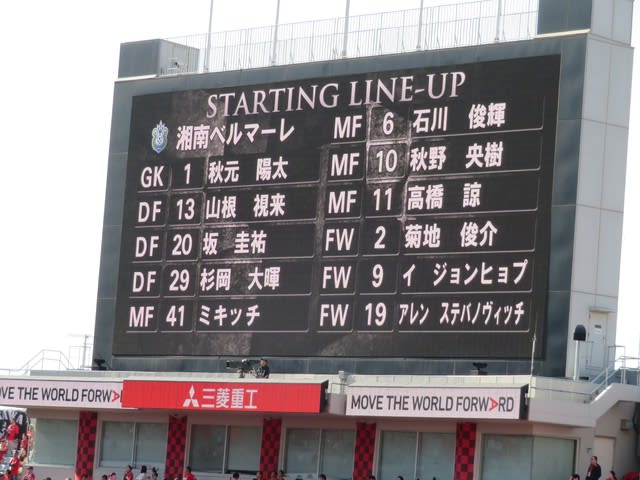 STARTING LINE-UP
湘南ベルマーレ
GK 1 秋元 陽太
DF 13 山根 視来
DF 20 坂 圭祐
DF 29 杉岡 大暉
MF 41 ミキッチ
MF 6 石川 俊輝
MF 10 秋野 央樹
MF 11 高橋 諒
FW 2 菊地 俊介
FW 9 イ ジョンヒョプ
FW 19 アレン ステバノヴィッチ
MOVE THE WORLD FORWARD
三菱重工
MOVE THE WORLD FORWARD